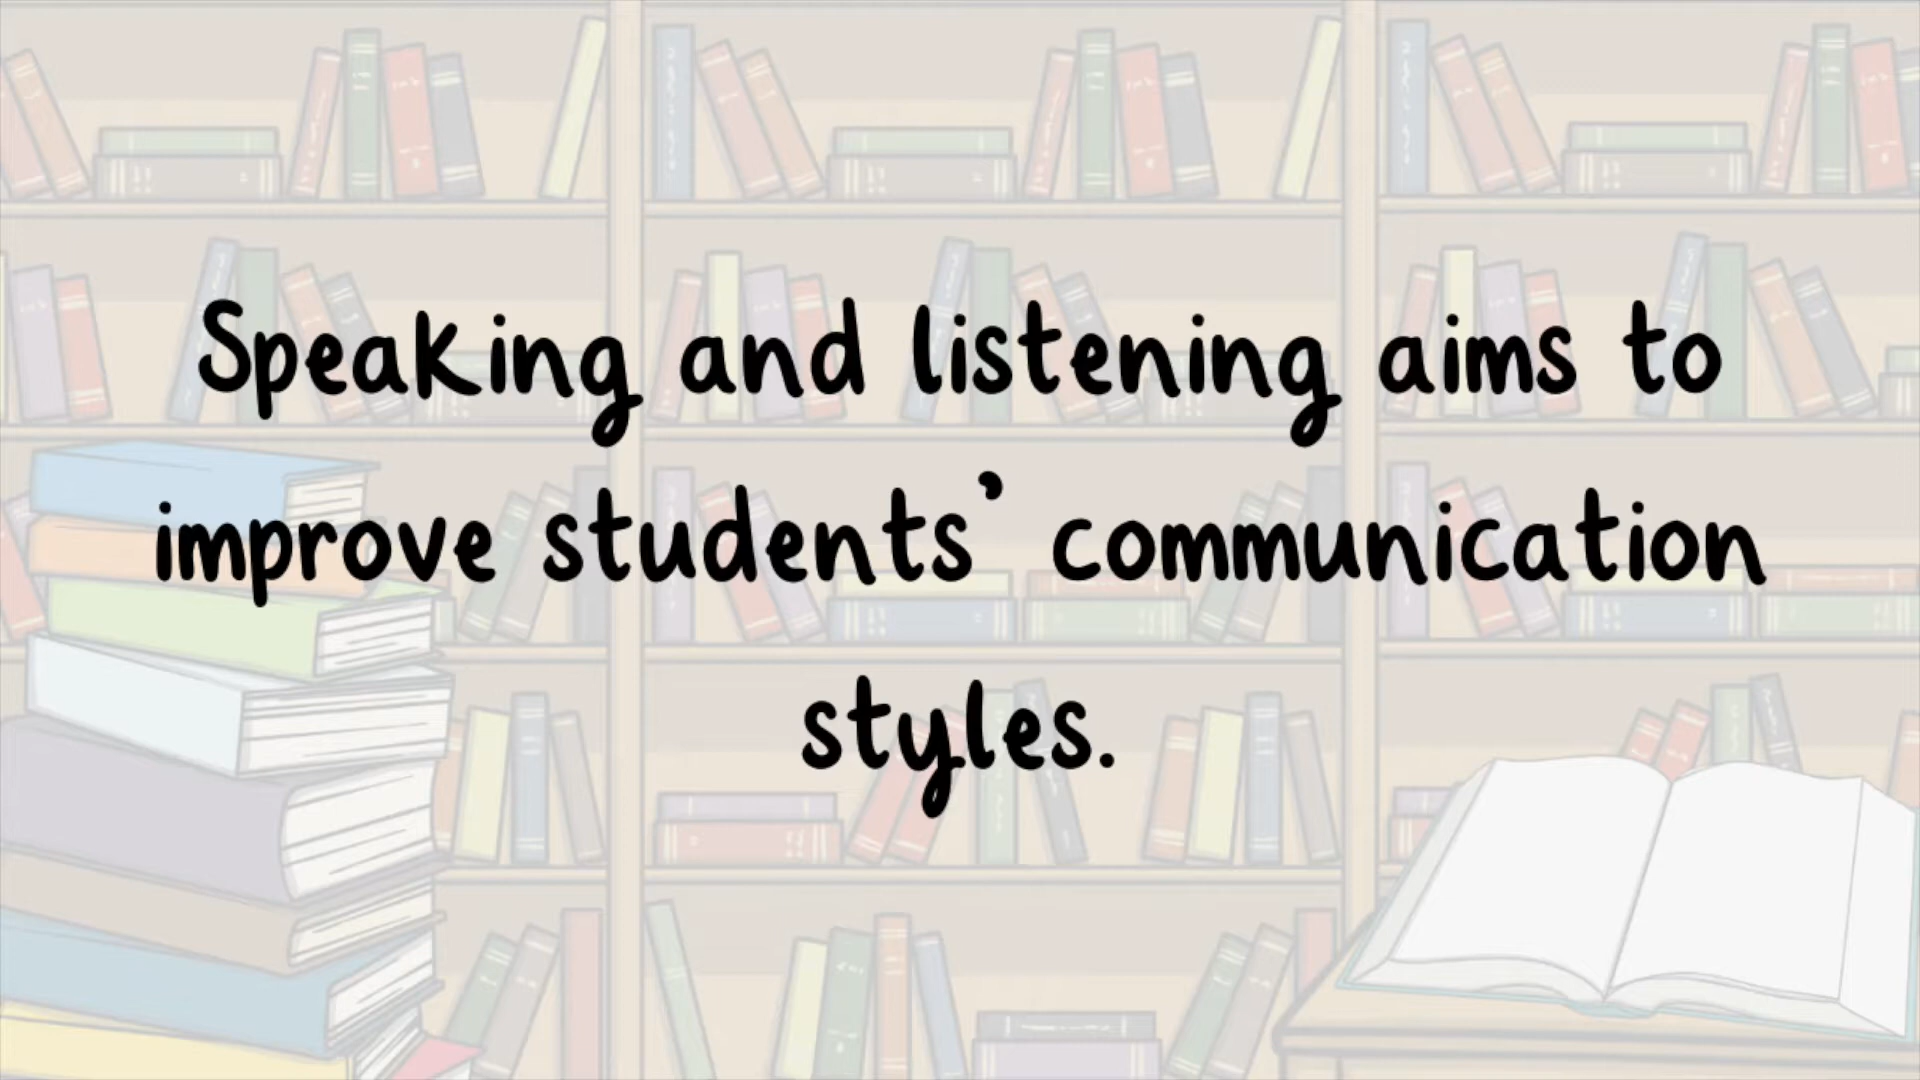 Speaking and listening aims to
improve students’ communication
styles.